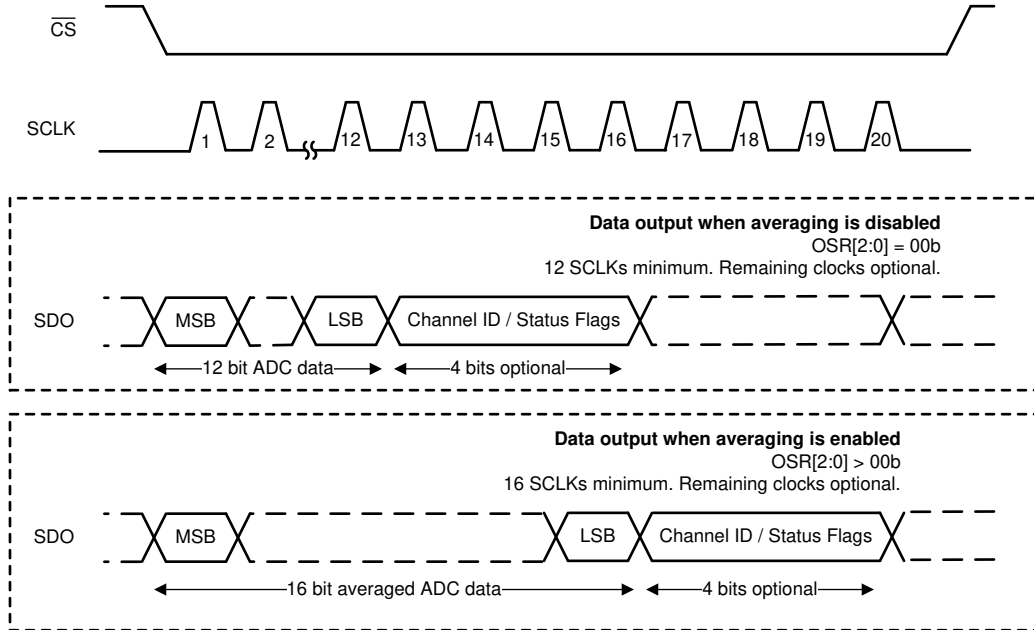 CS
SCLK
1 2 12 13 14 15 16 17 18 19 20
Data output when averaging is disabled
OSR[2:0] = 00b
12 SCLKs minimum. Remaining clocks optional.
SDO MSB LSB Channel ID / Status Flags
12 bit ADC data 4 bits optional
Data output when averaging is enabled
OSR[2:0] > 00b
16 SCLKs minimum. Remaining clocks optional.
SDO MSB LSB Channel ID / Status Flags
16 bit averaged ADC data 4 bits optional